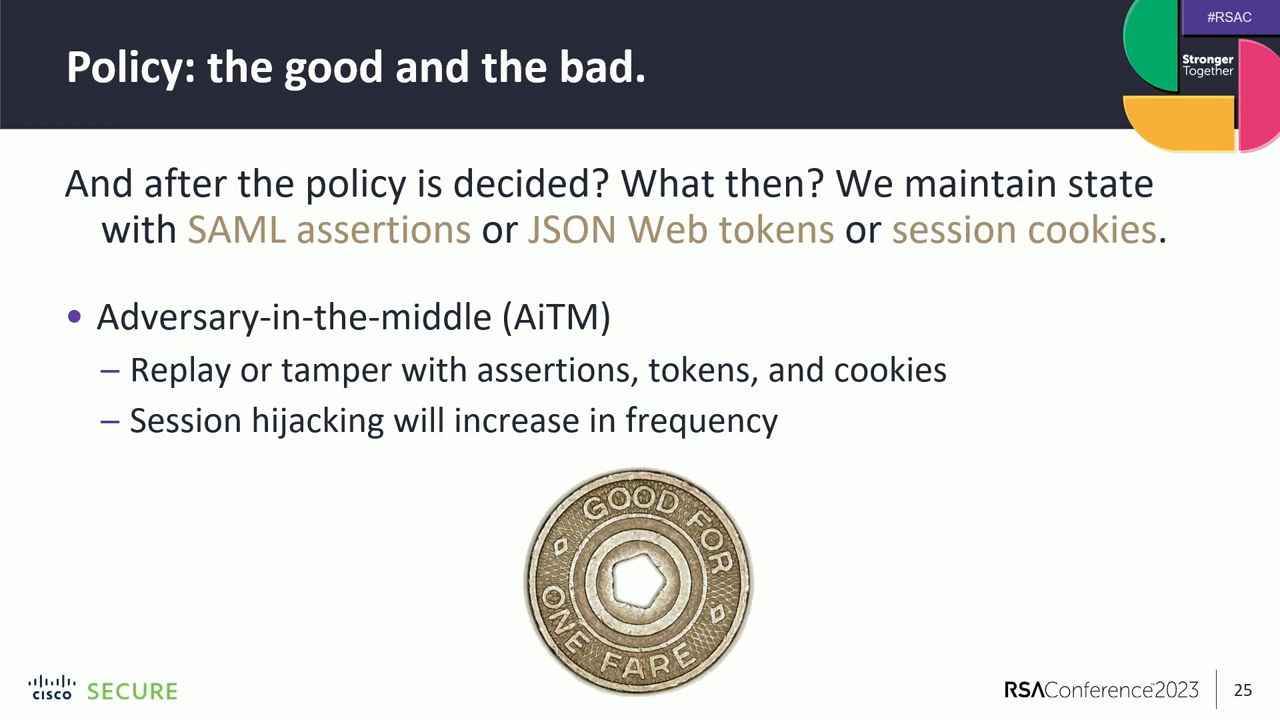 #RSAC
Policy: the good and the bad.
Stronger
Together
And after the policy is decided? What then? We maintain state
with SAML assertions or JSON Web tokens or session cookies.
• Adversary-in-the-middle (AiTM)
– Replay or tamper with assertions, tokens, and cookies
– Session hijacking will increase in frequency
GOOD FOR
ONE FARE
CISCO SECURE
RSAConference™2023
25